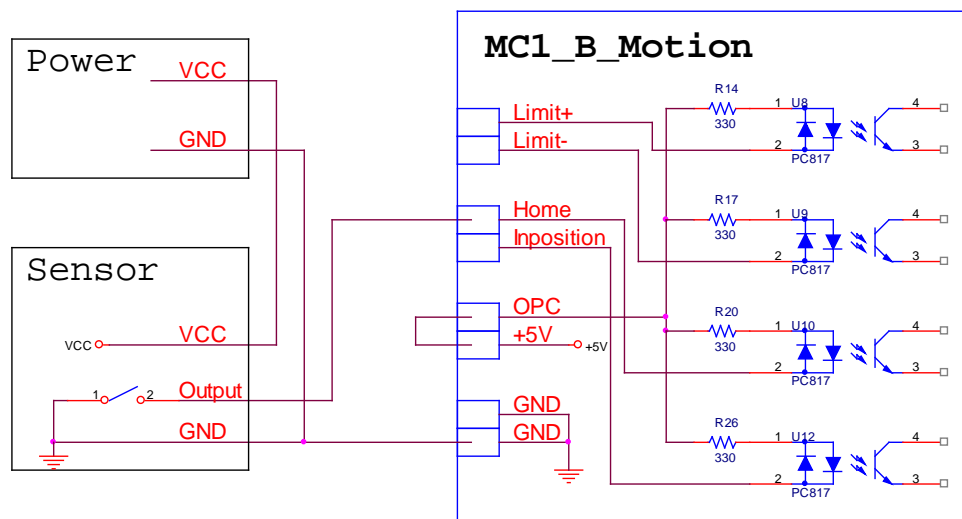 Power
VCC
GND
Sensor
VCC
VCC
1
2
Output
GND
MC1_B_Motion
Limit+
Limit-
Home
Inposition
OPC
+5V
+5V
GND
GND
R14
330
1
U8
2
PC817
4
3
R17
330
1
U9
2
PC817
4
3
R20
330
1
U10
2
PC817
4
3
R26
330
1
U12
2
PC817
4
3